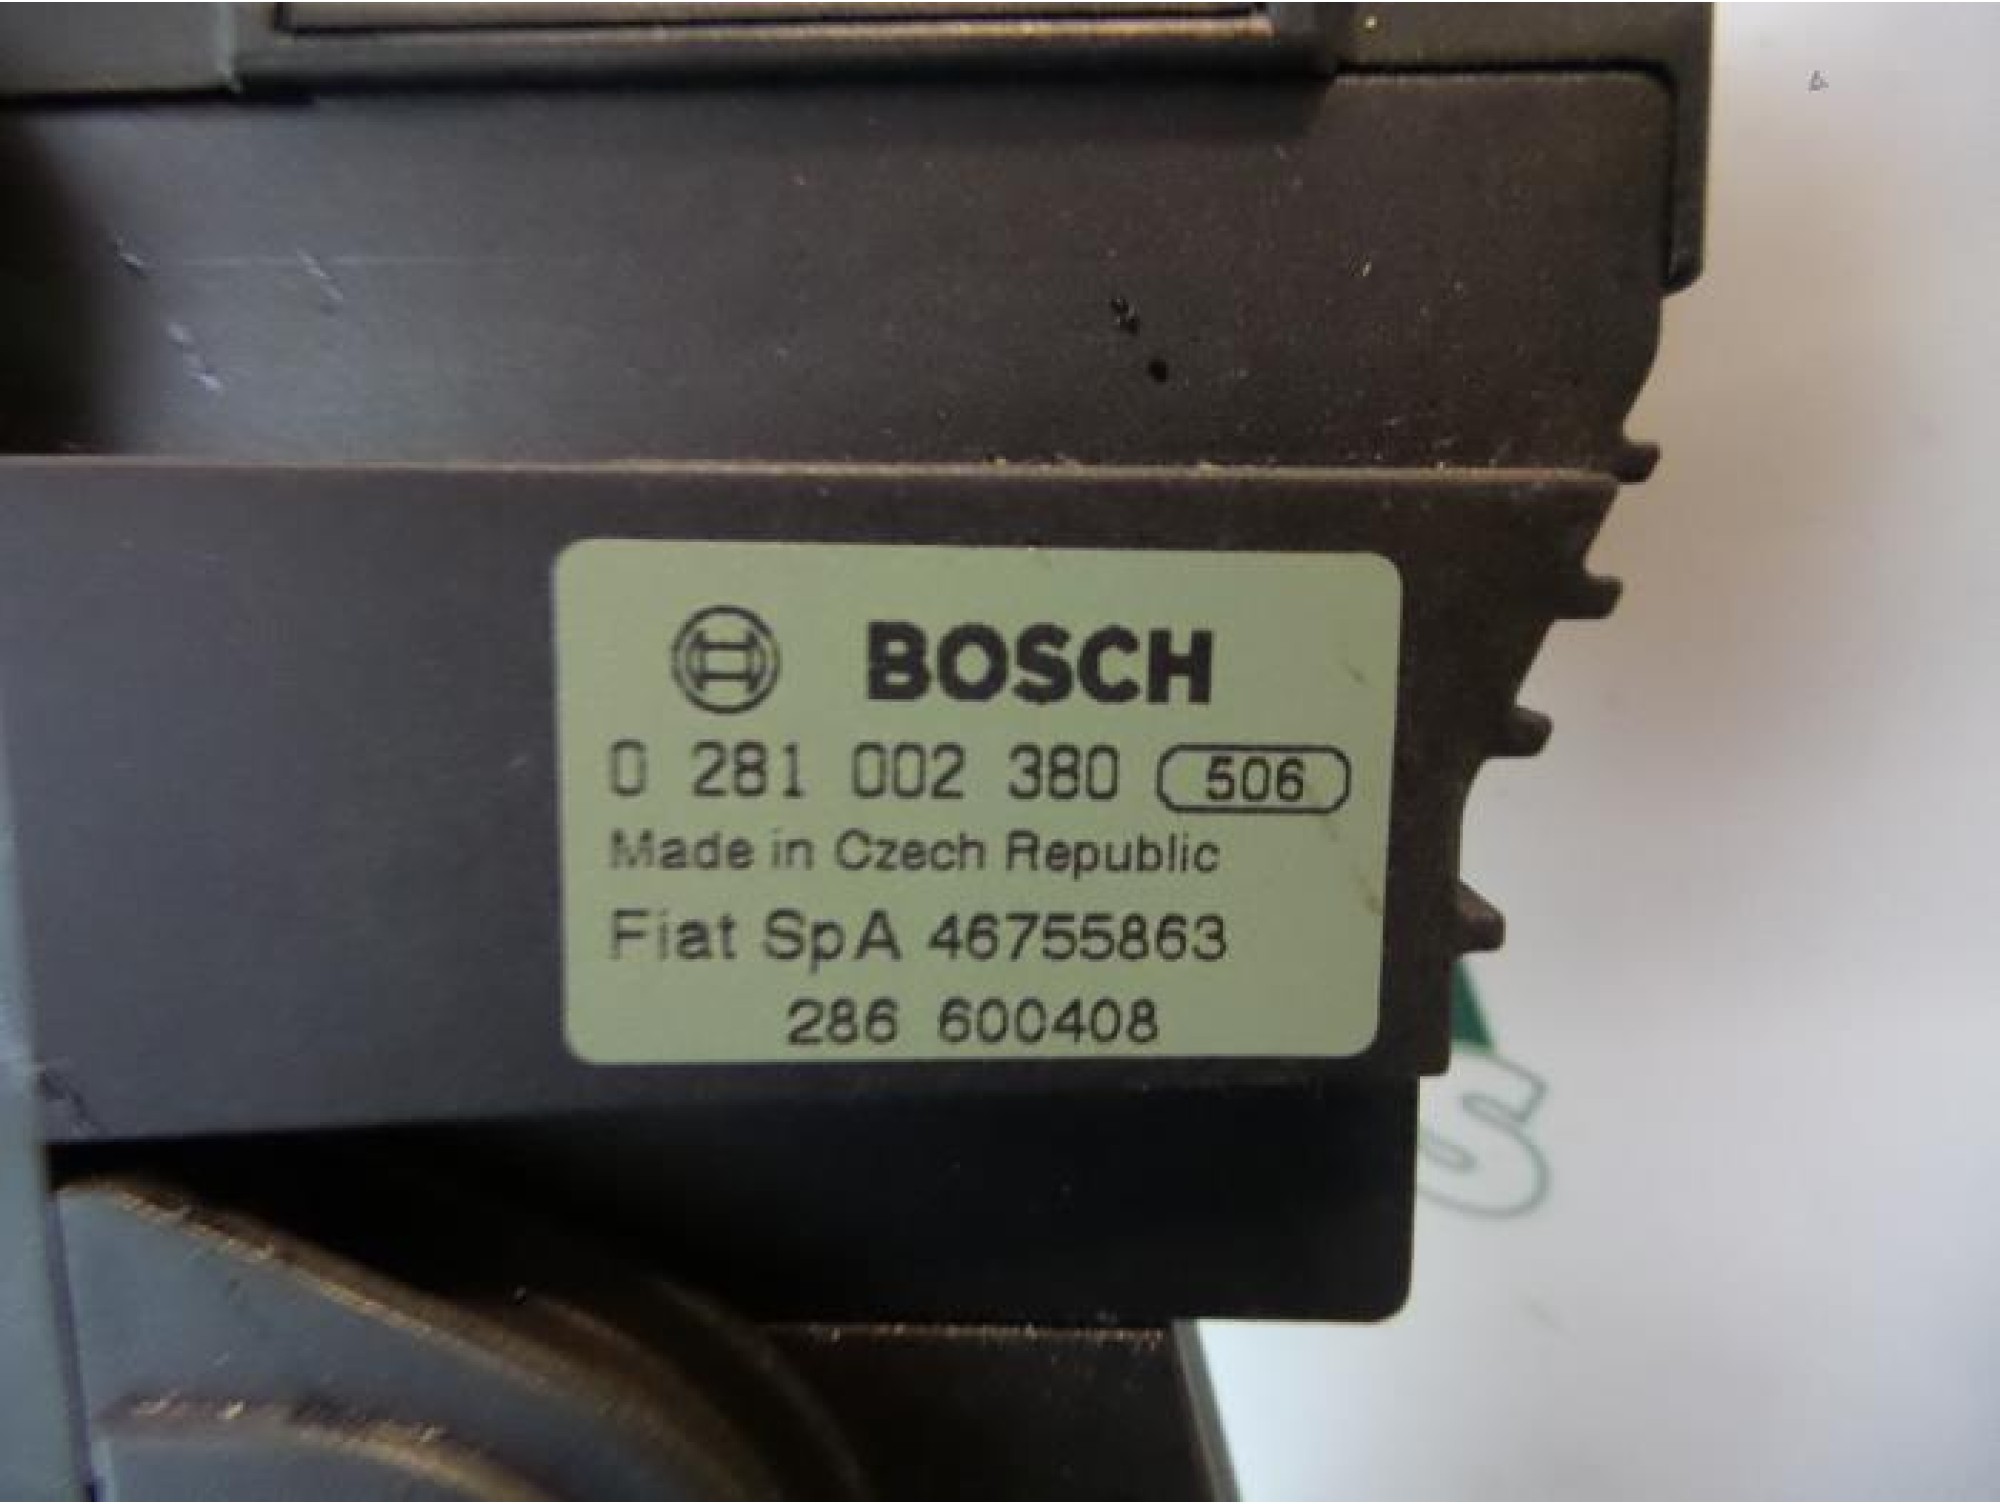 BOSCH
0 281 002 380 506
Made in Czech Republic
Fiat SpA 46755863
286 600408